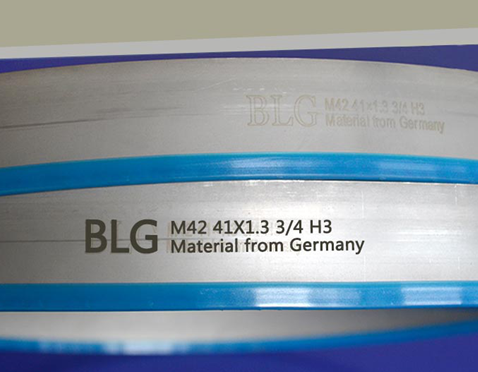 BLG M42 41x1.3 3/4 H3
Material from Germany
BLG M42 41X1.3 3/4 H3
Material from Germany